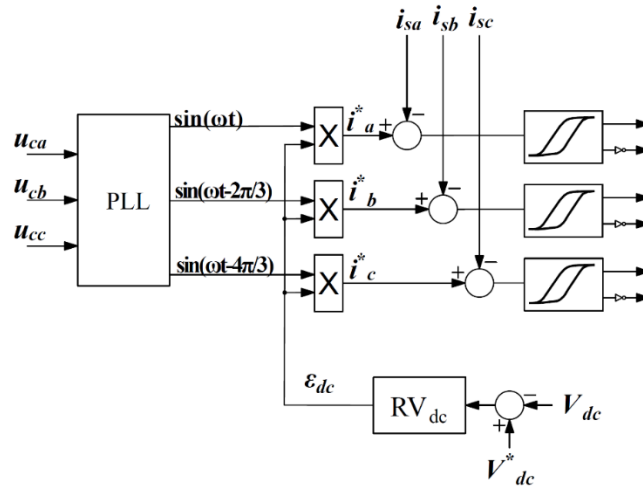 i_sa i_sb i_sc
sin(ωt)
u_ca
X
i*_a
+
−
u_cb
PLL
sin(ωt-2π/3)
X
i*_b
+
−
u_cc
sin(ωt-4π/3)
X
i*_c
+
−
ε_dc
RV_dc
−
+
V_dc
V*_dc